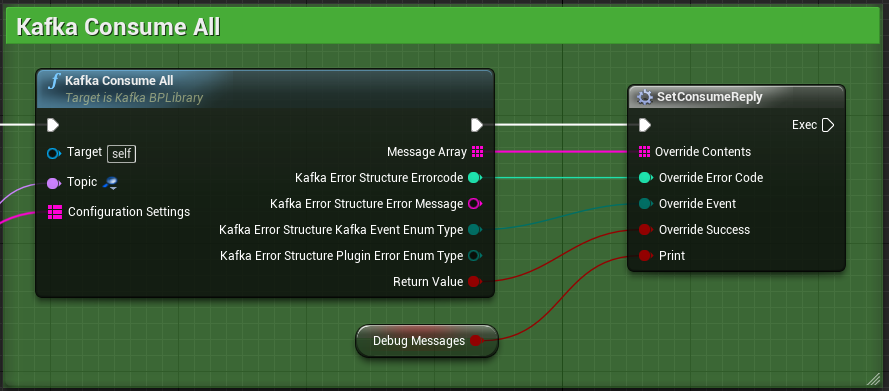 Kafka Consume All
f Kafka Consume All
Target is Kafka BPLibrary
Target self
Topic
Configuration Settings
Message Array
Kafka Error Structure Errorcode
Kafka Error Structure Error Message
Kafka Error Structure Kafka Event Enum Type
Kafka Error Structure Plugin Error Enum Type
Return Value
SetConsumeReply
Exec
Override Contents
Override Error Code
Override Event
Override Success
Print
Debug Messages